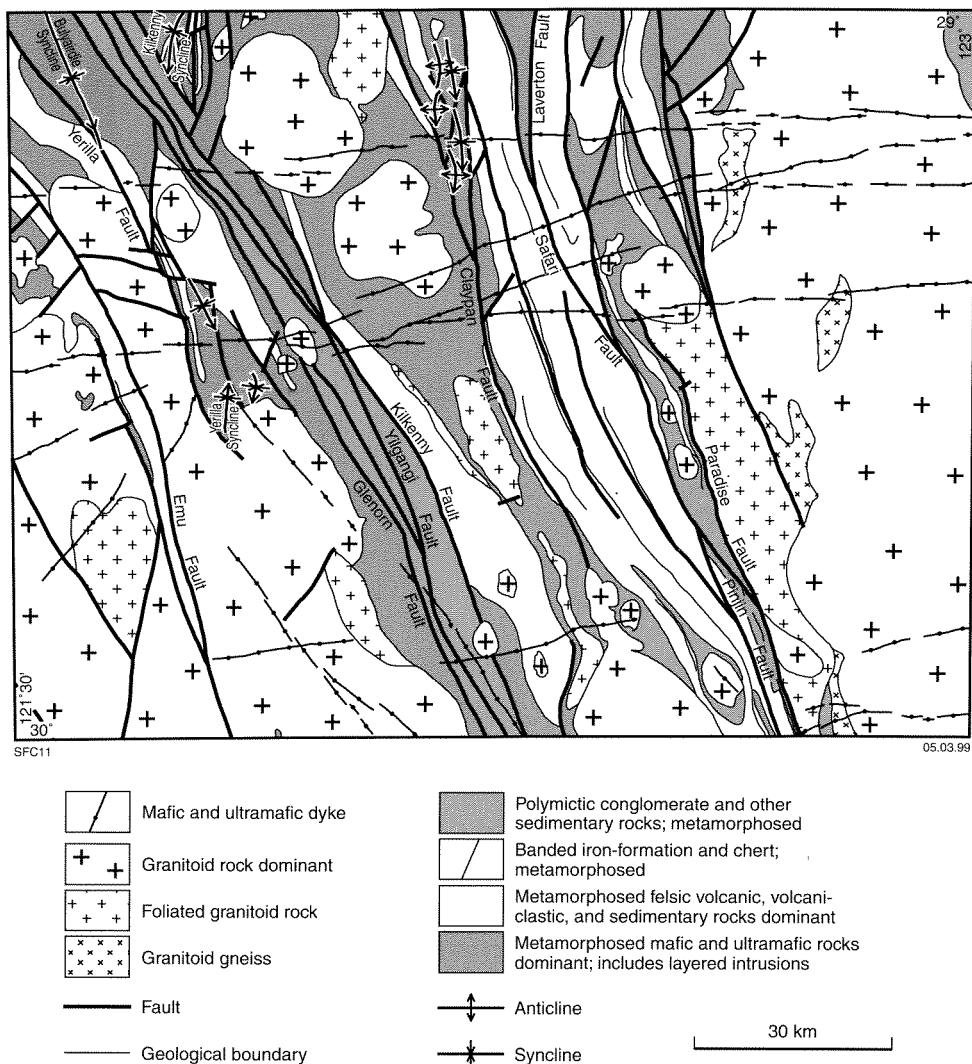 29°
123°
Bulyairdie
Syncline
Kilkenny
Syncline
Laverton Fault
Yerilla
Fault
Safari
Fault
Claypan
Fault
Yerilla
Syncline
Kilkenny
Fault
Yilgangi
Fault
Glenorn
Fault
Emu
Fault
Paradise
Fault
Pinjin
Fault
121°30'
30°
SFC11
05.03.99
Mafic and ultramafic dyke
Granitoid rock dominant
Foliated granitoid rock
Granitoid gneiss
Fault
Geological boundary
Polymictic conglomerate and other
sedimentary rocks; metamorphosed
Banded iron-formation and chert;
metamorphosed
Metamorphosed felsic volcanic, volcani-
clastic, and sedimentary rocks dominant
Metamorphosed mafic and ultramafic rocks
dominant; includes layered intrusions
Anticline
Syncline
30 km